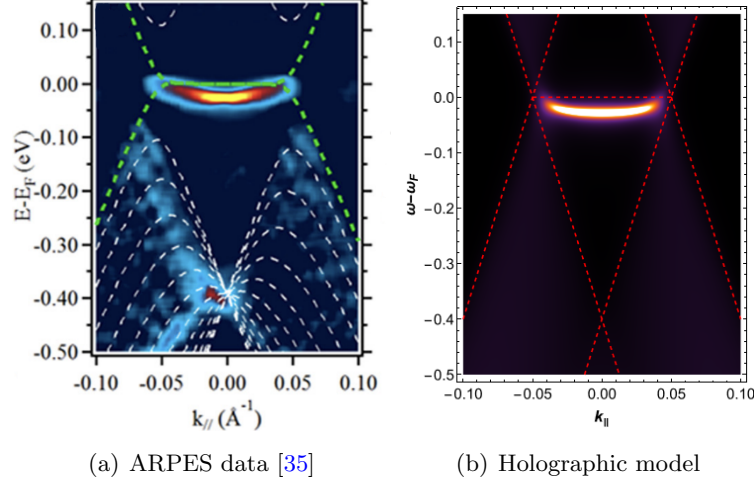 0.00
-0.10
-0.20
-0.30
-0.40
-0.50
E-E_F (eV)
-0.10 -0.05 0.00 0.05 0.10
k_// (Å⁻¹)
(a) ARPES data [35]
0.1
0.0
-0.1
-0.2
-0.3
-0.4
-0.5
ω-ω_F
-0.10 -0.05 0.00 0.05 0.10
k_∥
(b) Holographic model